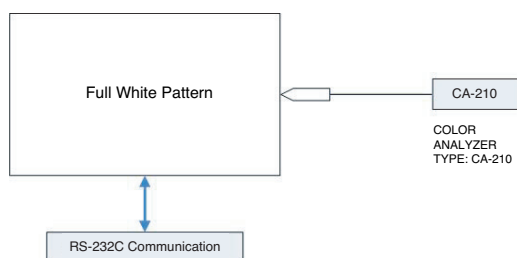 Full White Pattern
CA-210
COLOR
ANALYZER
TYPE: CA-210
RS-232C Communication